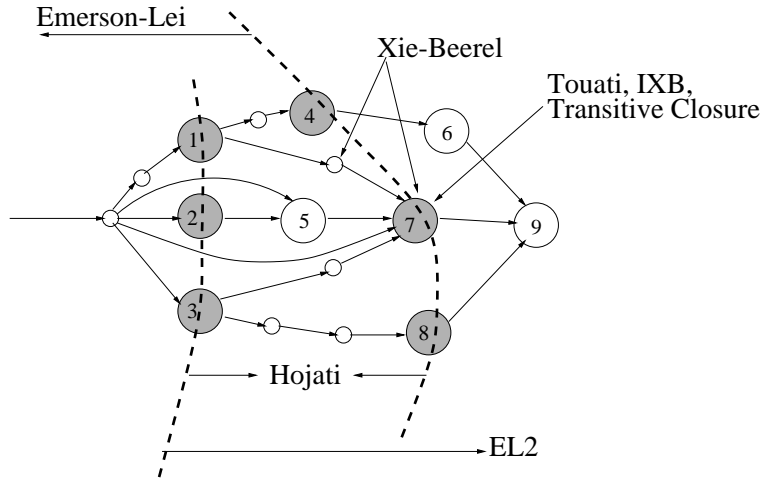 Emerson-Lei
Xie-Beerel
Touati, IXB,
Transitive Closure
4
6
1
2
5
7
9
3
8
Hojati
EL2